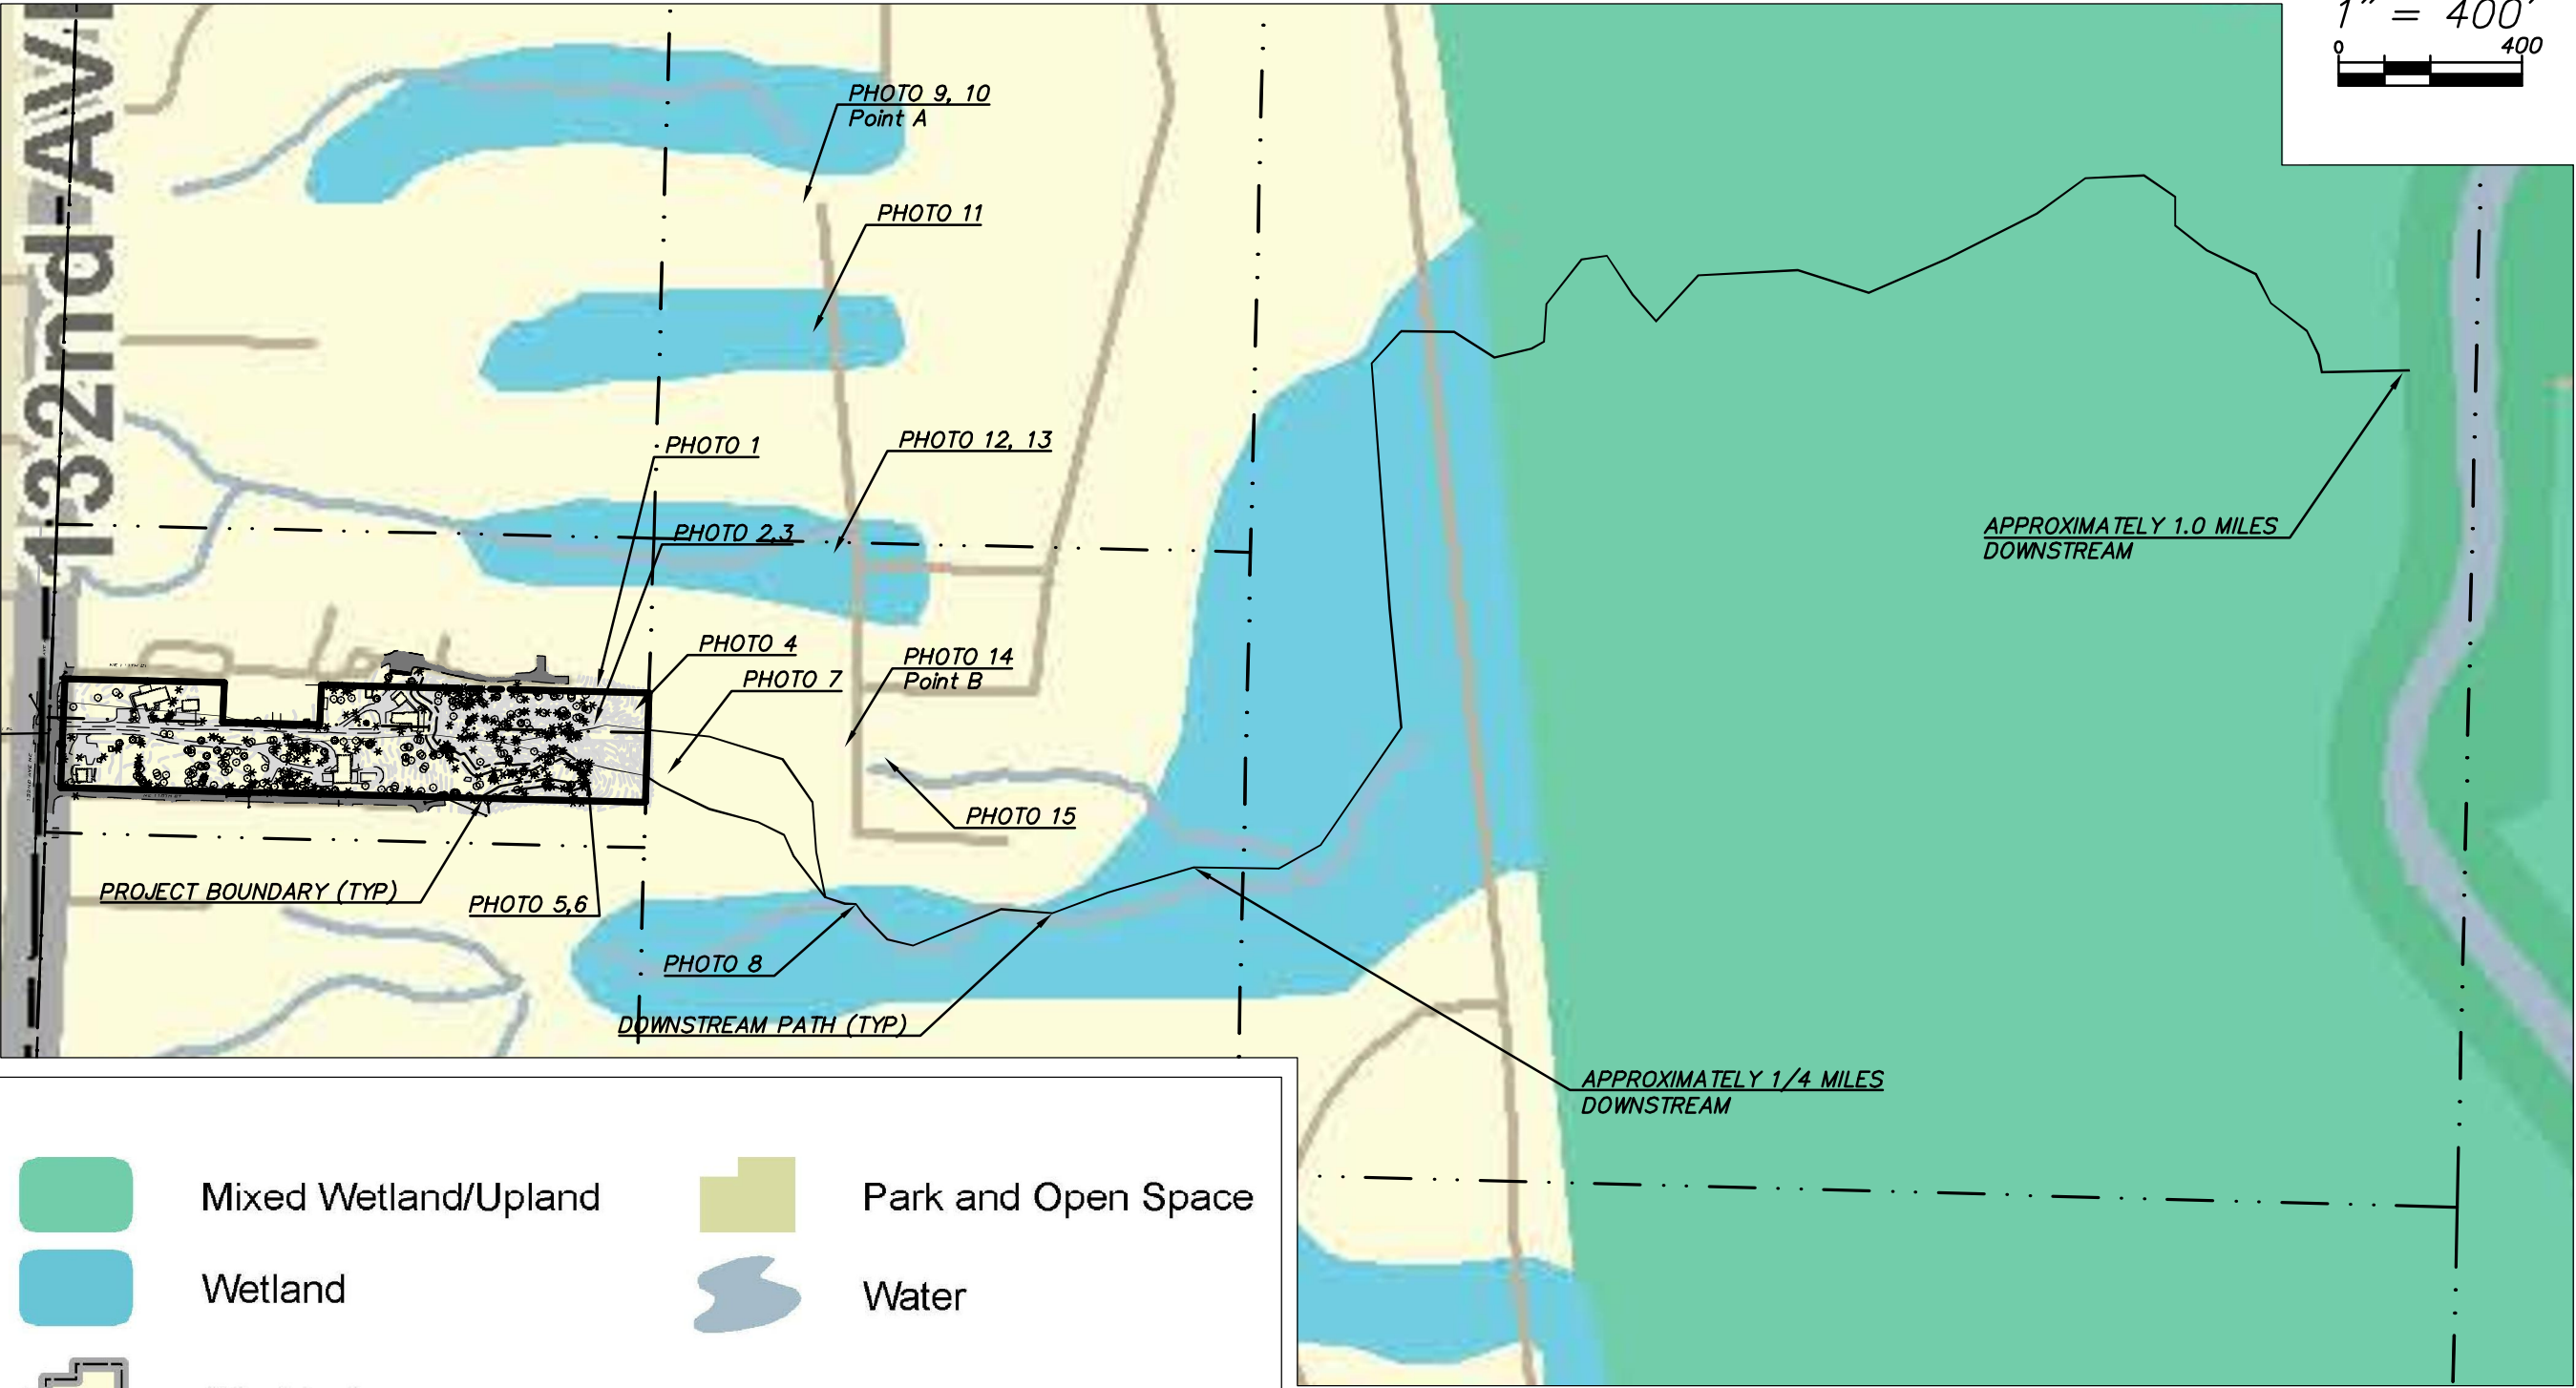 1" = 400'
0 400
132nd AV
PHOTO 9, 10
Point A
PHOTO 11
PHOTO 1
PHOTO 12, 13
PHOTO 2,3
PHOTO 4
PHOTO 14
Point B
PHOTO 7
PHOTO 15
APPROXIMATELY 1.0 MILES
DOWNSTREAM
PROJECT BOUNDARY (TYP)
PHOTO 5,6
PHOTO 8
DOWNSTREAM PATH (TYP)
APPROXIMATELY 1/4 MILES
DOWNSTREAM
Mixed Wetland/Upland
Park and Open Space
Wetland
Water